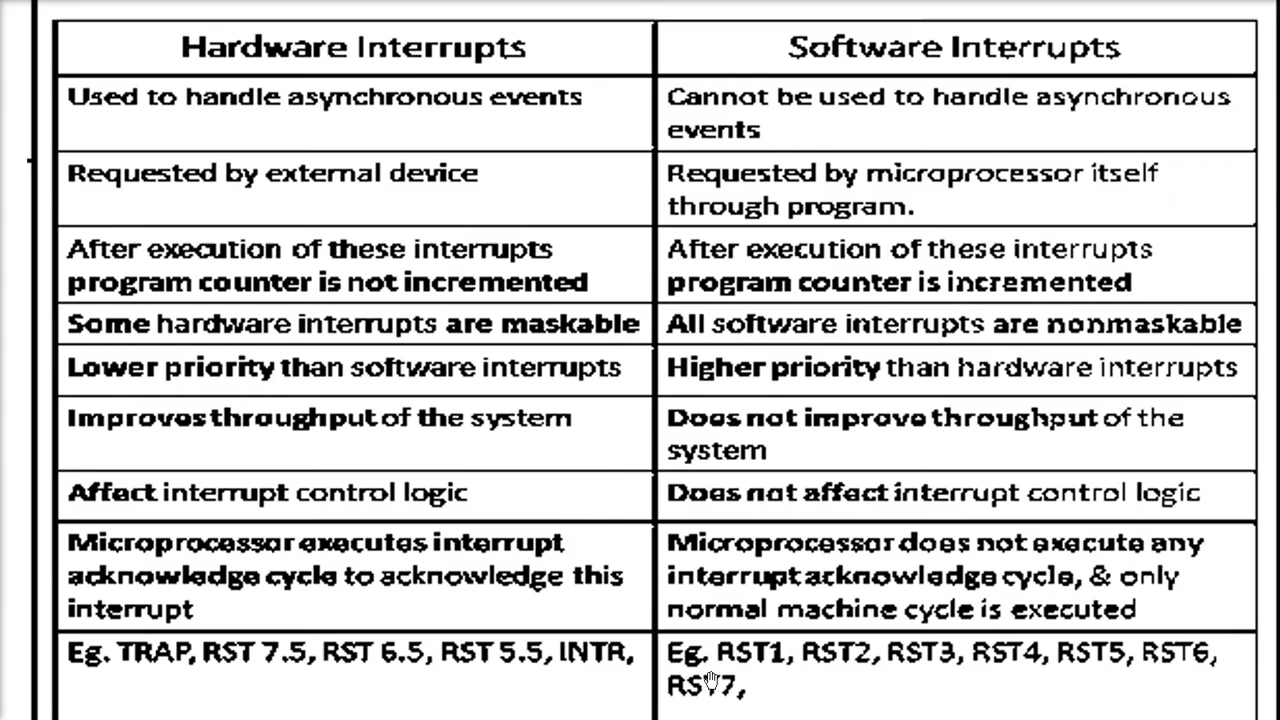 Hardware Interrupts
Software Interrupts
Used to handle asynchronous events
Cannot be used to handle asynchronous
events
Requested by external device
Requested by microprocessor itself
through program.
After execution of these interrupts
program counter is not incremented
After execution of these interrupts
program counter is incremented
Some hardware interrupts are maskable
All software interrupts are nonmaskable
Lower priority than software interrupts
Higher priority than hardware interrupts
Improves throughput of the system
Does not improve throughput of the
system
Affect interrupt control logic
Does not affect interrupt control logic
Microprocessor executes interrupt
acknowledge cycle to acknowledge this
interrupt
Microprocessor does not execute any
interrupt acknowledge cycle, & only
normal machine cycle is executed
Eg. TRAP, RST 7.5, RST 6.5, RST 5.5, INTR,
Eg. RST1, RST2, RST3, RST4, RST5, RST6,
RST7,